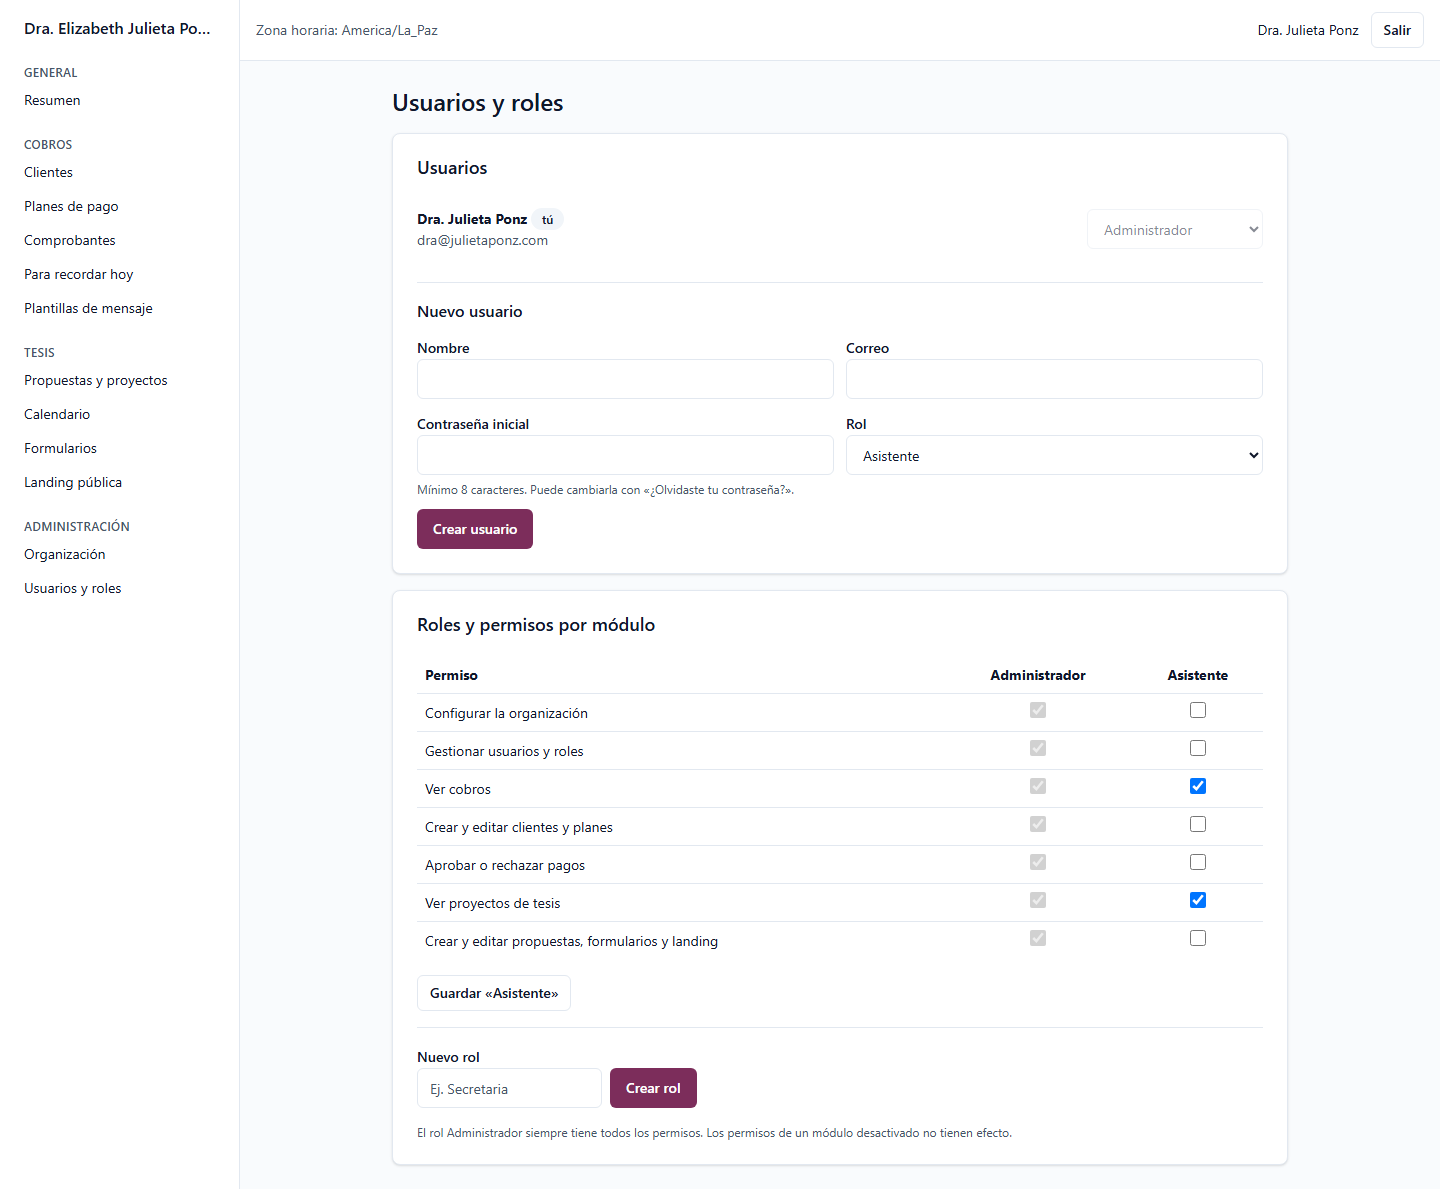 Dra. Elizabeth Julieta Po...
Zona horaria: America/La_Paz
Dra. Julieta Ponz
Salir
GENERAL
Resumen
COBROS
Clientes
Planes de pago
Comprobantes
Para recordar hoy
Plantillas de mensaje
TESIS
Propuestas y proyectos
Calendario
Formularios
Landing pública
ADMINISTRACIÓN
Organización
Usuarios y roles
Usuarios y roles
Usuarios
Dra. Julieta Ponz tú
dra@julietaponz.com
Administrador
Nuevo usuario
Nombre
Correo
Contraseña inicial
Rol
Asistente
Mínimo 8 caracteres. Puede cambiarla con «¿Olvidaste tu contraseña?».
Crear usuario
Roles y permisos por módulo
Permiso Administrador Asistente
Configurar la organización
Gestionar usuarios y roles
Ver cobros
Crear y editar clientes y planes
Aprobar o rechazar pagos
Ver proyectos de tesis
Crear y editar propuestas, formularios y landing
Guardar «Asistente»
Nuevo rol
Ej. Secretaria
Crear rol
El rol Administrador siempre tiene todos los permisos. Los permisos de un módulo desactivado no tienen efecto.